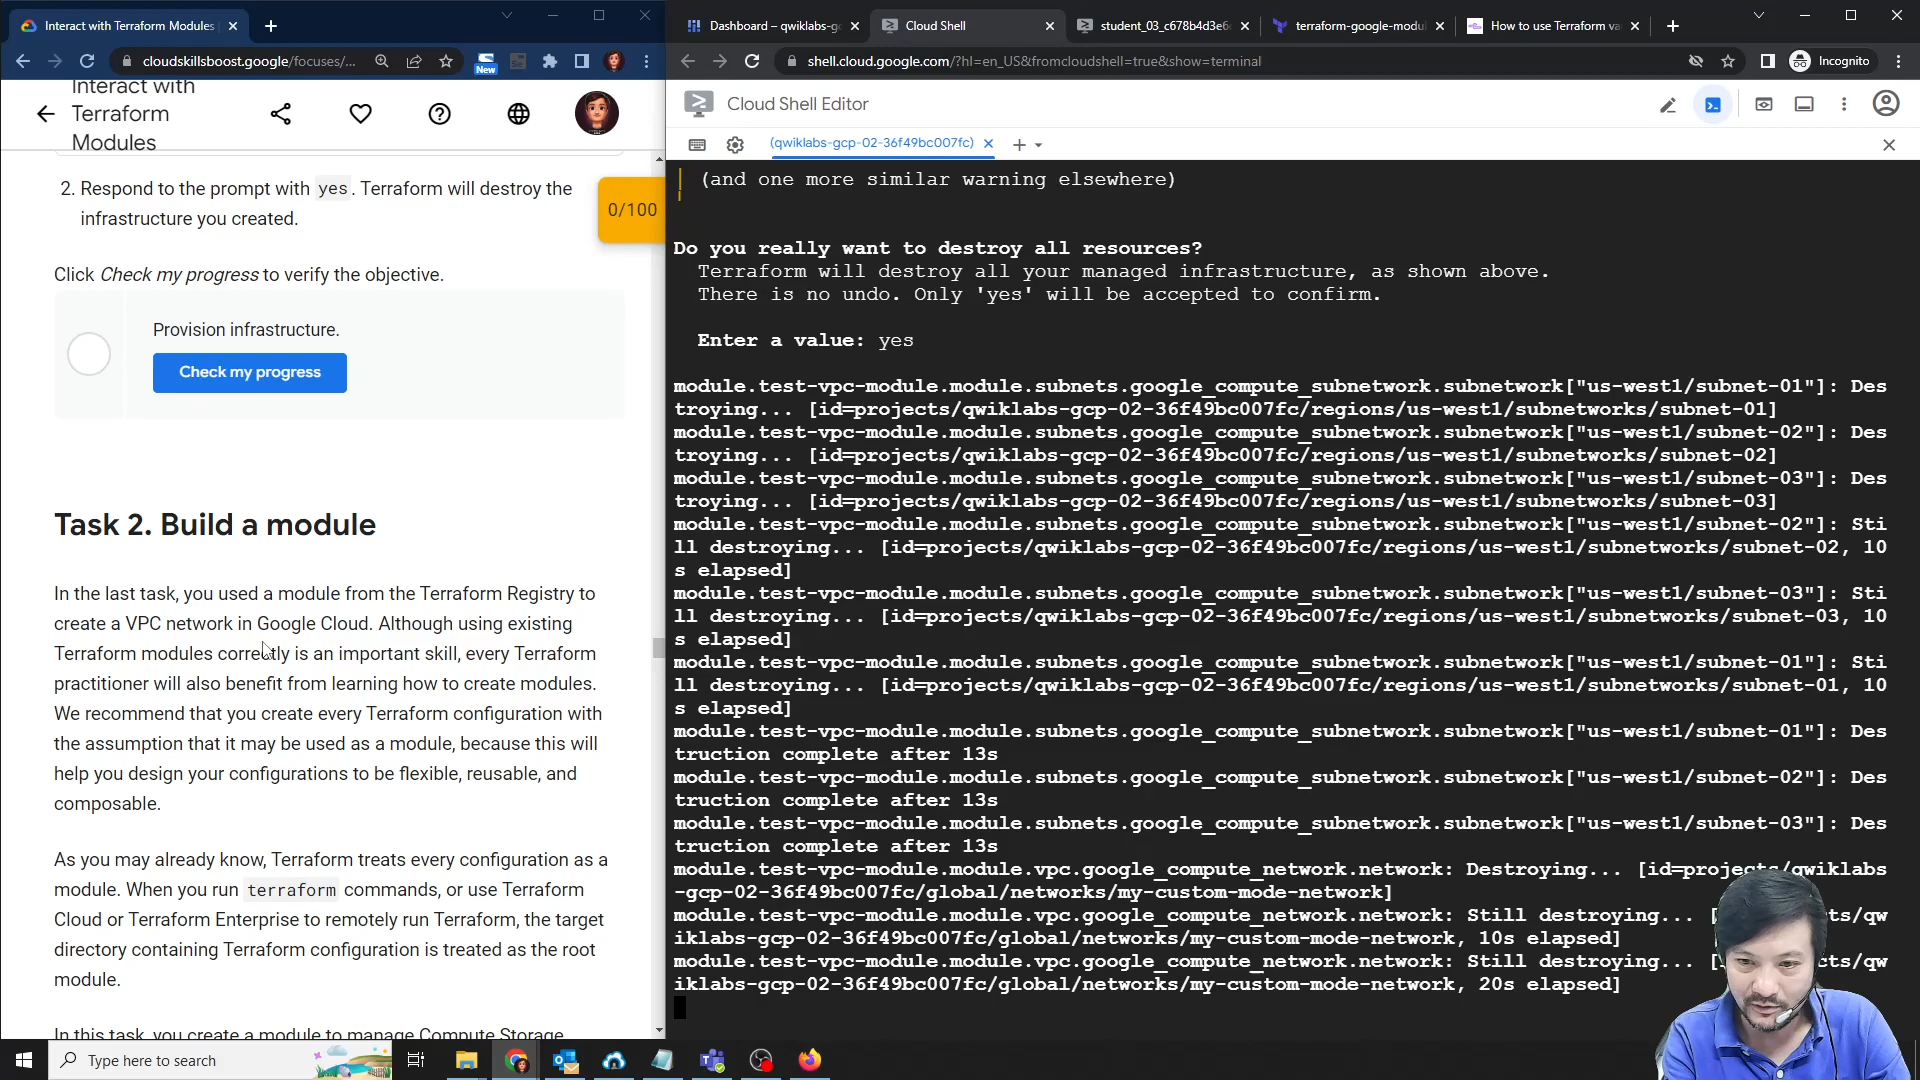 Interact with Terraform Modules
Dashboard – qwiklabs-gc
Cloud Shell
student_03_c678b4d3e6
terraform-google-modul
How to use Terraform va
cloudskillsboost.google/focuses/...
New
shell.cloud.google.com/?hl=en_US&fromcloudshell=true&show=terminal
Incognito
Interact with
Terraform
Modules
Cloud Shell Editor
(qwiklabs-gcp-02-36f49bc007fc)
2. Respond to the prompt with yes. Terraform will destroy the
infrastructure you created.
0/100
Click Check my progress to verify the objective.
Provision infrastructure.
Check my progress
Task 2. Build a module
In the last task, you used a module from the Terraform Registry to
create a VPC network in Google Cloud. Although using existing
Terraform modules correctly is an important skill, every Terraform
practitioner will also benefit from learning how to create modules.
We recommend that you create every Terraform configuration with
the assumption that it may be used as a module, because this will
help you design your configurations to be flexible, reusable, and
composable.
As you may already know, Terraform treats every configuration as a
module. When you run terraform commands, or use Terraform
Cloud or Terraform Enterprise to remotely run Terraform, the target
directory containing Terraform configuration is treated as the root
module.
In this task, you create a module to manage Compute Storage
(and one more similar warning elsewhere)
Do you really want to destroy all resources?
Terraform will destroy all your managed infrastructure, as shown above.
There is no undo. Only 'yes' will be accepted to confirm.
Enter a value: yes
module.test-vpc-module.module.subnets.google_compute_subnetwork.subnetwork["us-west1/subnet-01"]: Des
troying... [id=projects/qwiklabs-gcp-02-36f49bc007fc/regions/us-west1/subnetworks/subnet-01]
module.test-vpc-module.module.subnets.google_compute_subnetwork.subnetwork["us-west1/subnet-02"]: Des
troying... [id=projects/qwiklabs-gcp-02-36f49bc007fc/regions/us-west1/subnetworks/subnet-02]
module.test-vpc-module.module.subnets.google_compute_subnetwork.subnetwork["us-west1/subnet-03"]: Des
troying... [id=projects/qwiklabs-gcp-02-36f49bc007fc/regions/us-west1/subnetworks/subnet-03]
module.test-vpc-module.module.subnets.google_compute_subnetwork.subnetwork["us-west1/subnet-02"]: Sti
ll destroying... [id=projects/qwiklabs-gcp-02-36f49bc007fc/regions/us-west1/subnetworks/subnet-02, 10
s elapsed]
module.test-vpc-module.module.subnets.google_compute_subnetwork.subnetwork["us-west1/subnet-03"]: Sti
ll destroying... [id=projects/qwiklabs-gcp-02-36f49bc007fc/regions/us-west1/subnetworks/subnet-03, 10
s elapsed]
module.test-vpc-module.module.subnets.google_compute_subnetwork.subnetwork["us-west1/subnet-01"]: Sti
ll destroying... [id=projects/qwiklabs-gcp-02-36f49bc007fc/regions/us-west1/subnetworks/subnet-01, 10
s elapsed]
module.test-vpc-module.module.subnets.google_compute_subnetwork.subnetwork["us-west1/subnet-01"]: Des
truction complete after 13s
module.test-vpc-module.module.subnets.google_compute_subnetwork.subnetwork["us-west1/subnet-02"]: Des
truction complete after 13s
module.test-vpc-module.module.subnets.google_compute_subnetwork.subnetwork["us-west1/subnet-03"]: Des
truction complete after 13s
module.test-vpc-module.module.vpc.google_compute_network.network: Destroying... [id=projects/qwiklabs
-gcp-02-36f49bc007fc/global/networks/my-custom-mode-network]
module.test-vpc-module.module.vpc.google_compute_network.network: Still destroying... [ cts/qw
iklabs-gcp-02-36f49bc007fc/global/networks/my-custom-mode-network, 10s elapsed]
module.test-vpc-module.module.vpc.google_compute_network.network: Still destroying... [ cts/qw
iklabs-gcp-02-36f49bc007fc/global/networks/my-custom-mode-network, 20s elapsed]
Type here to search